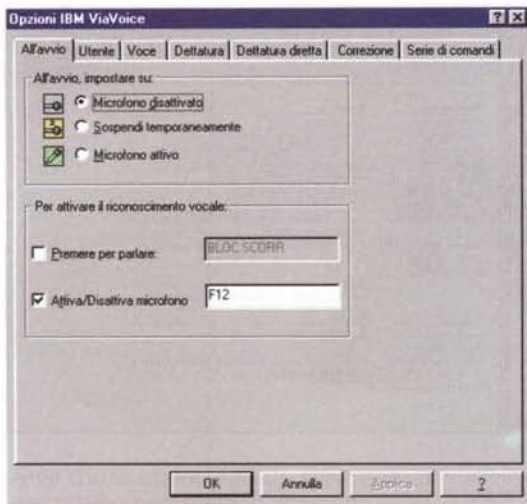 Opzioni IBM ViaVoice
All'avvio Utente Voce Dettatura Dettatura diretta Correzione Serie di comandi
All'avvio, impostare su:
Microfono disattivato
Sospendi temporaneamente
Microfono attivo
Per attivare il riconoscimento vocale:
Premere per parlare: BLOC SCORR
Attiva/Disattiva microfono F12
OK Annulla Applica ?